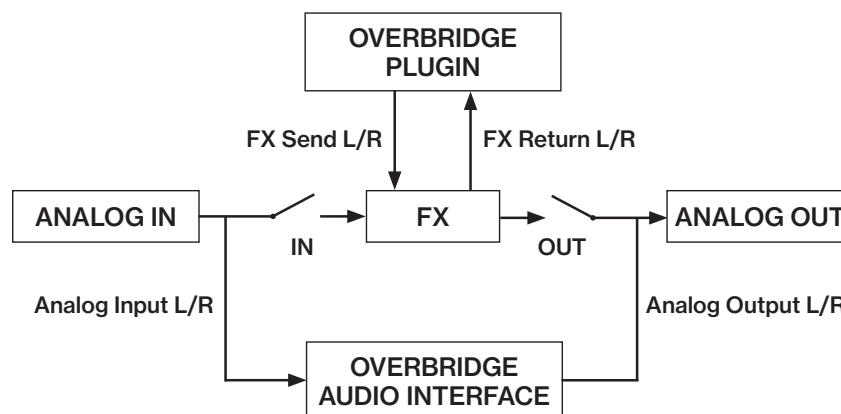 OVERBRIDGE
PLUGIN
FX Send L/R
FX Return L/R
ANALOG IN
FX
ANALOG OUT
IN
OUT
Analog Input L/R
Analog Output L/R
OVERBRIDGE
AUDIO INTERFACE